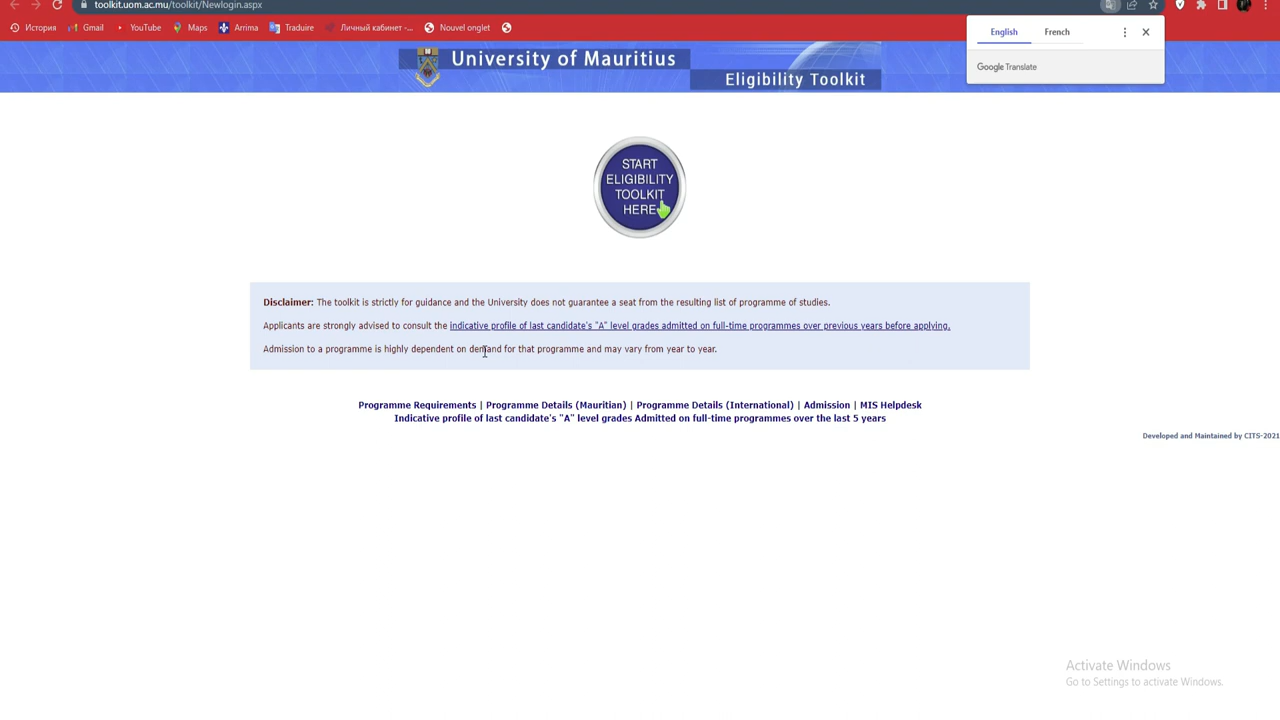 toolkit.uom.ac.mu/toolkit/Newlogin.aspx
История Gmail YouTube Maps Arrima Traduire Личный кабинет -... Nouvel onglet
English French
Google Translate
University of Mauritius
Eligibility Toolkit
START
ELIGIBILITY
TOOLKIT
HERE
Disclaimer: The toolkit is strictly for guidance and the University does not guarantee a seat from the resulting list of programme of studies.
Applicants are strongly advised to consult the indicative profile of last candidate's "A" level grades admitted on full-time programmes over previous years before applying.
Admission to a programme is highly dependent on demand for that programme and may vary from year to year.
Programme Requirements | Programme Details (Mauritian) | Programme Details (International) | Admission | MIS Helpdesk
Indicative profile of last candidate's "A" level grades Admitted on full-time programmes over the last 5 years
Developed and Maintained by CITS-2021
Activate Windows
Go to Settings to activate Windows.